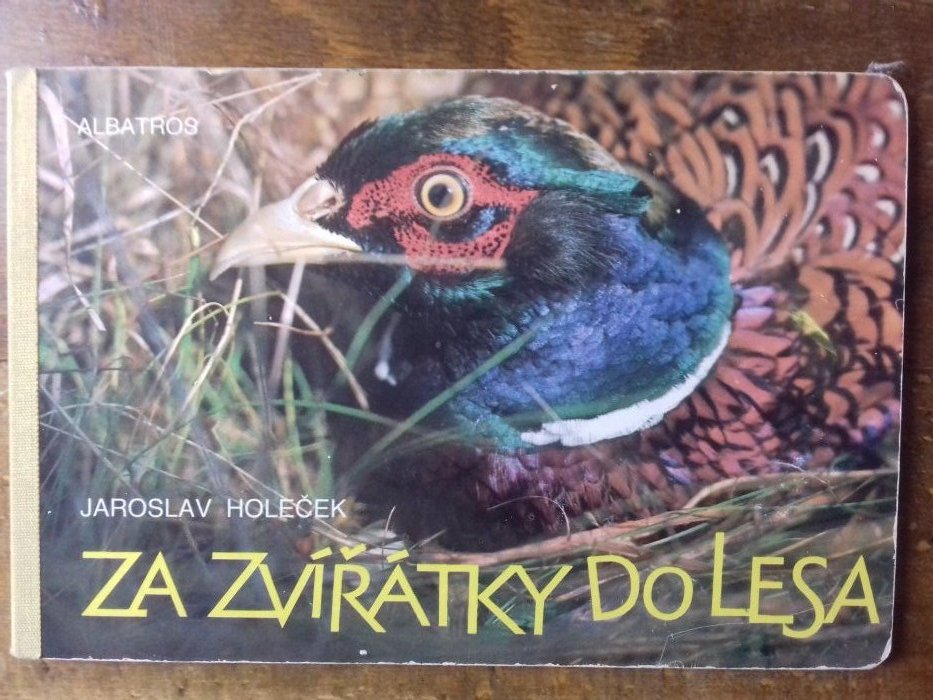 ALBATROS
JAROSLAV HOLEČEK
ZA ZVÍŘÁTKY DO LESA